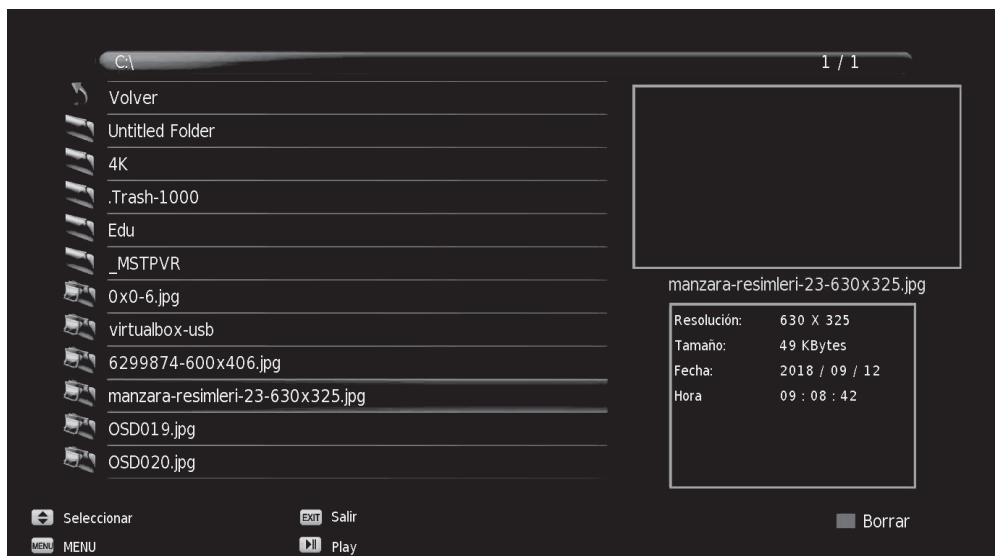 C:\ 1 / 1
Volver
Untitled Folder
4K
.Trash-1000
Edu
_MSTPVR
0x0-6.jpg
virtualbox-usb
6299874-600x406.jpg
manzara-resimleri-23-630x325.jpg
OSD019.jpg
OSD020.jpg
manzara-resimleri-23-630x325.jpg
Resolución: 630 X 325
Tamaño: 49 KBytes
Fecha: 2018 / 09 / 12
Hora 09 : 08 : 42
Seleccionar EXIT Salir Borrar
MENU MENU Play